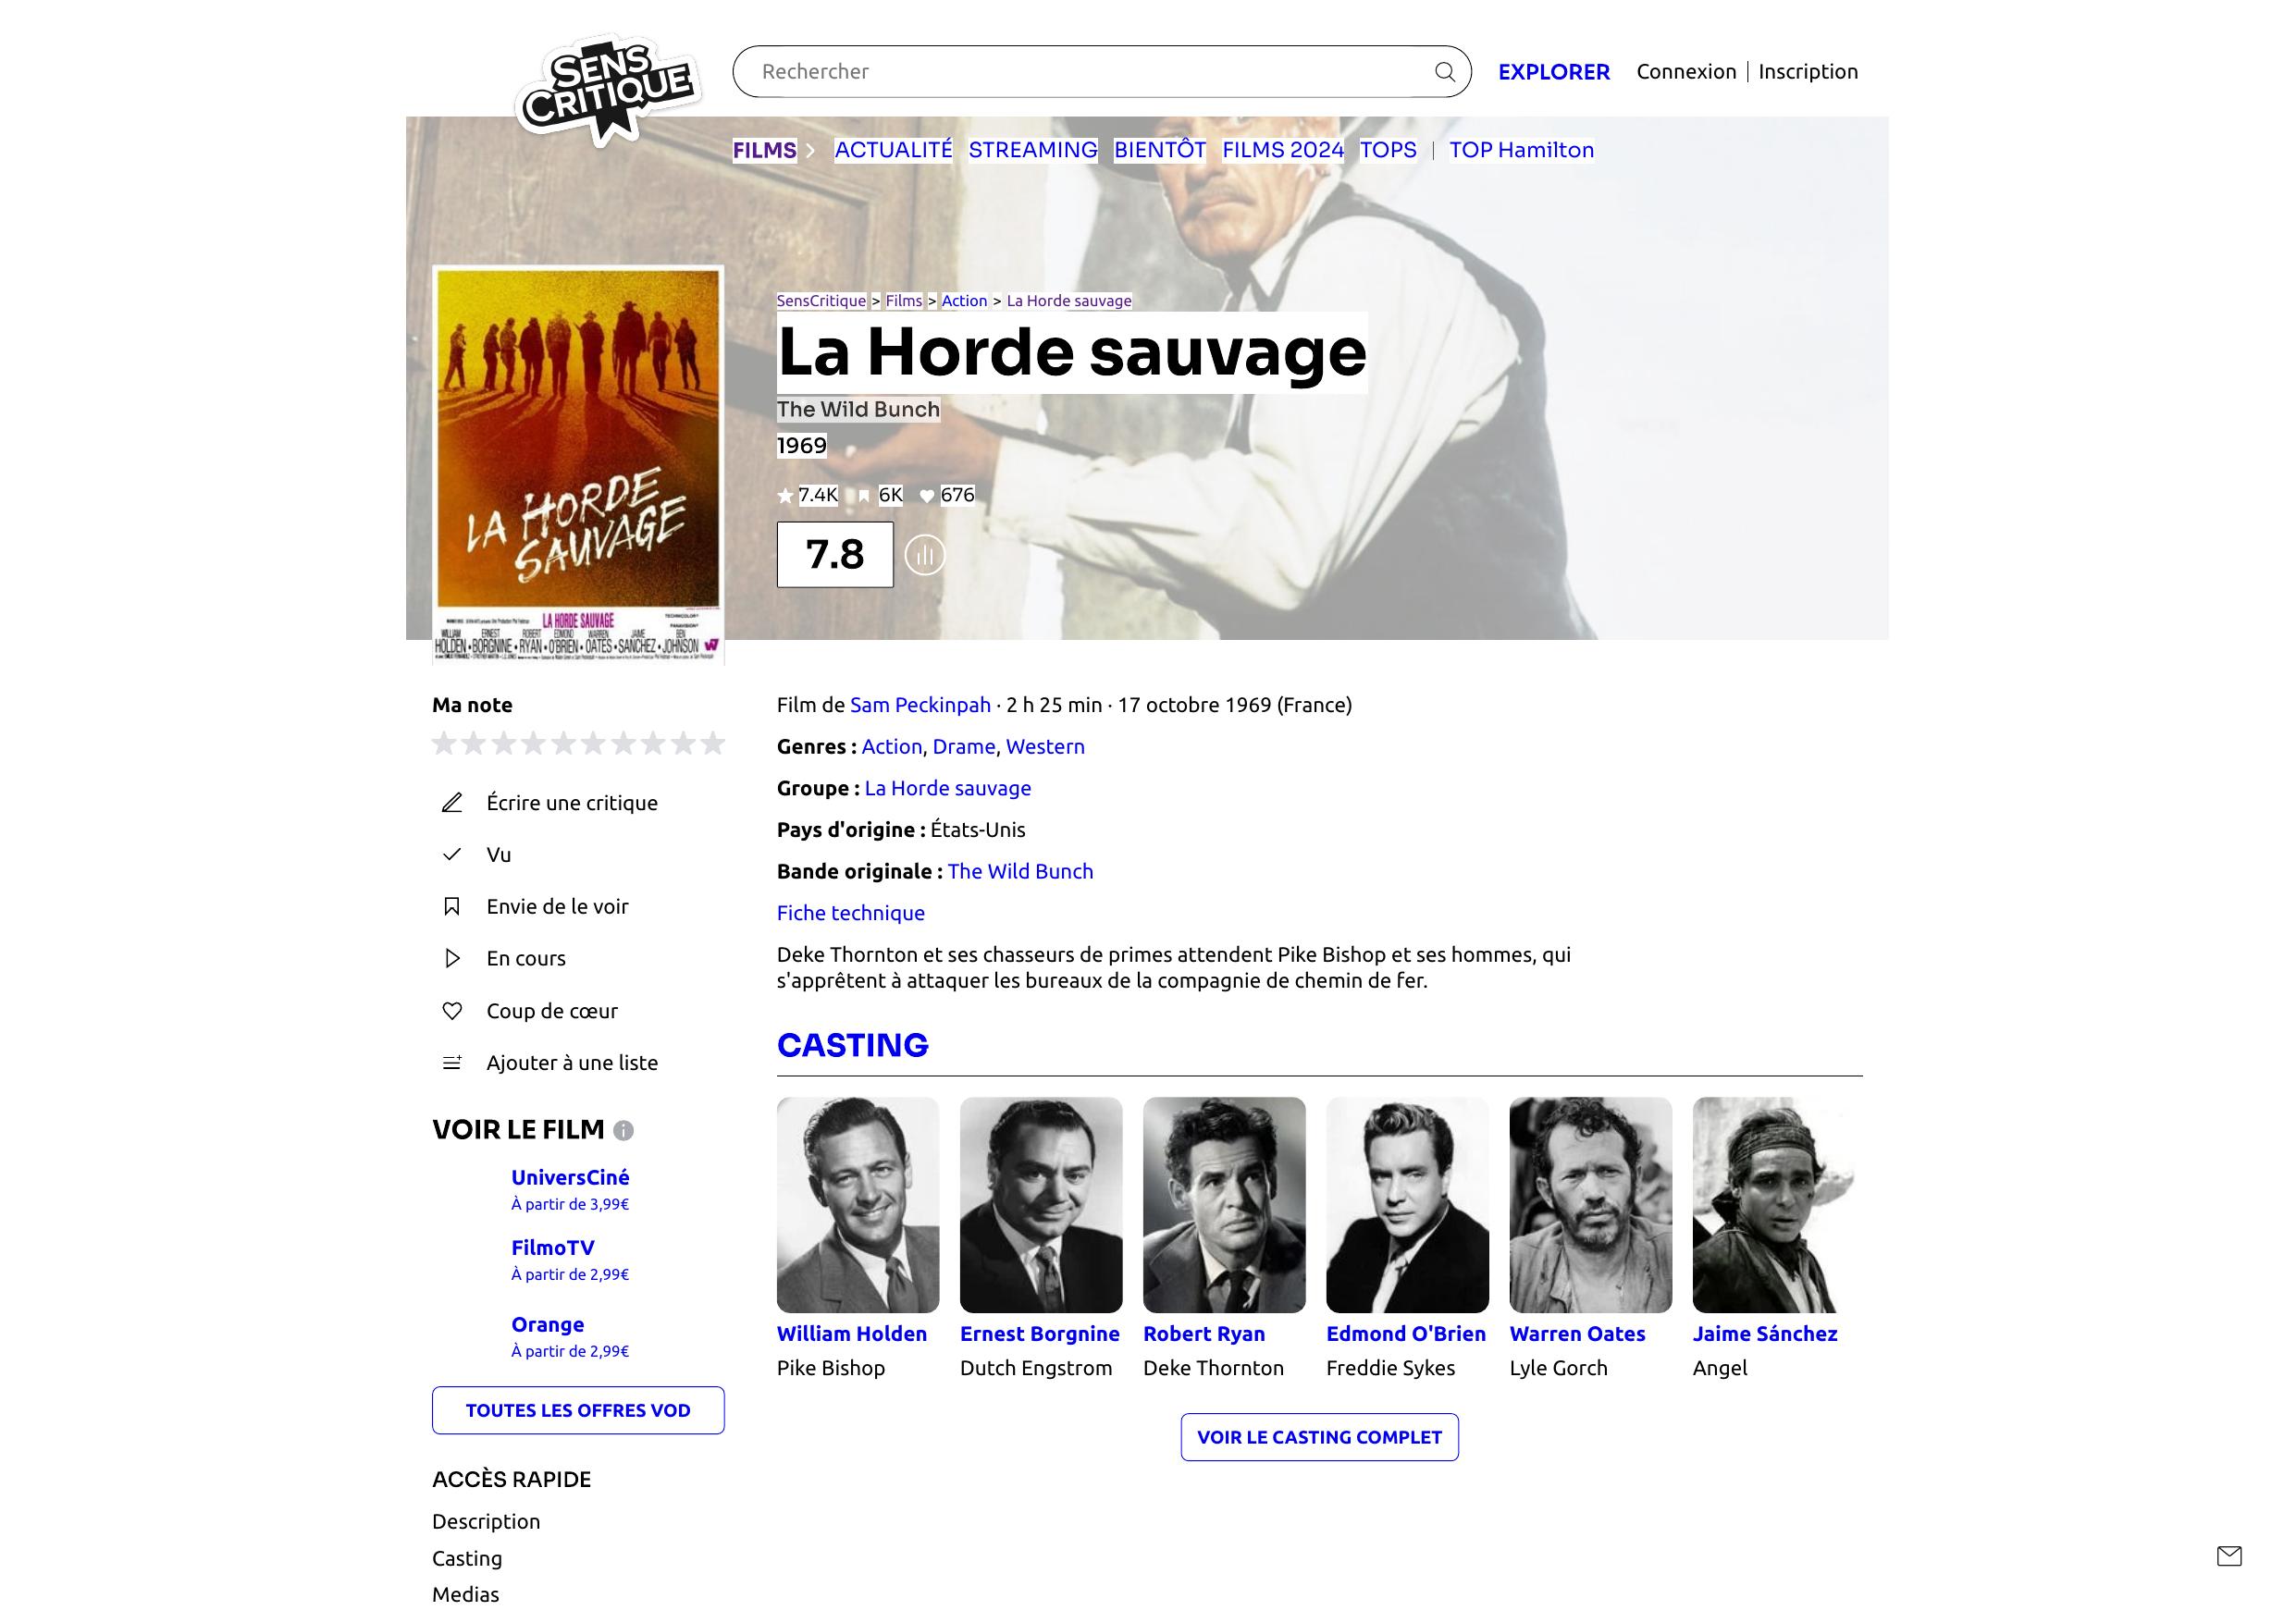 SENS
CRITIQUE
Rechercher
EXPLORER
Connexion
Inscription
FILMS
ACTUALITÉ
STREAMING
BIENTÔT
FILMS 2024
TOPS
TOP Hamilton
SensCritique > Films > Action > La Horde sauvage
La Horde sauvage
The Wild Bunch
1969
7.4K
6K
676
7.8
LA HORDE
SAUVAGE
LA HORDE SAUVAGE
TECHNICOLOR
PANAVISION
WILLIAM ERNEST ROBERT EDMOND WARREN JAIME BEN
HOLDEN • BORGNINE • RYAN • O'BRIEN • OATES • SANCHEZ • JOHNSON
Ma note
Écrire une critique
Vu
Envie de le voir
En cours
Coup de cœur
Ajouter à une liste
VOIR LE FILM
UniversCiné
À partir de 3,99€
FilmoTV
À partir de 2,99€
Orange
À partir de 2,99€
TOUTES LES OFFRES VOD
ACCÈS RAPIDE
Description
Casting
Medias
Film de Sam Peckinpah · 2 h 25 min · 17 octobre 1969 (France)
Genres : Action, Drame, Western
Groupe : La Horde sauvage
Pays d'origine : États-Unis
Bande originale : The Wild Bunch
Fiche technique
Deke Thornton et ses chasseurs de primes attendent Pike Bishop et ses hommes, qui
s'apprêtent à attaquer les bureaux de la compagnie de chemin de fer.
CASTING
William Holden
Pike Bishop
Ernest Borgnine
Dutch Engstrom
Robert Ryan
Deke Thornton
Edmond O'Brien
Freddie Sykes
Warren Oates
Lyle Gorch
Jaime Sánchez
Angel
VOIR LE CASTING COMPLET